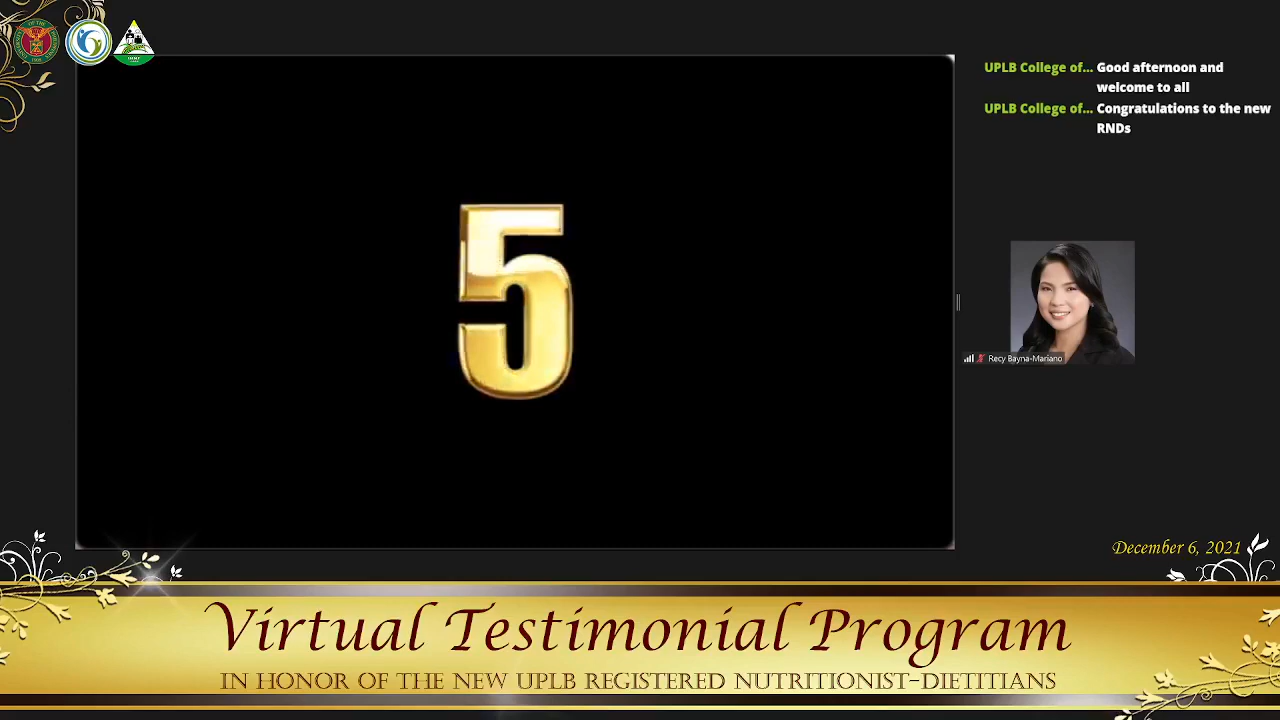 UPLB College of... Good afternoon and
welcome to all
UPLB College of... Congratulations to the new
RNDs
5
Recy Bayna-Mariano
December 6, 2021
Virtual Testimonial Program
IN HONOR OF THE NEW UPLB REGISTERED NUTRITIONIST-DIETITIANS